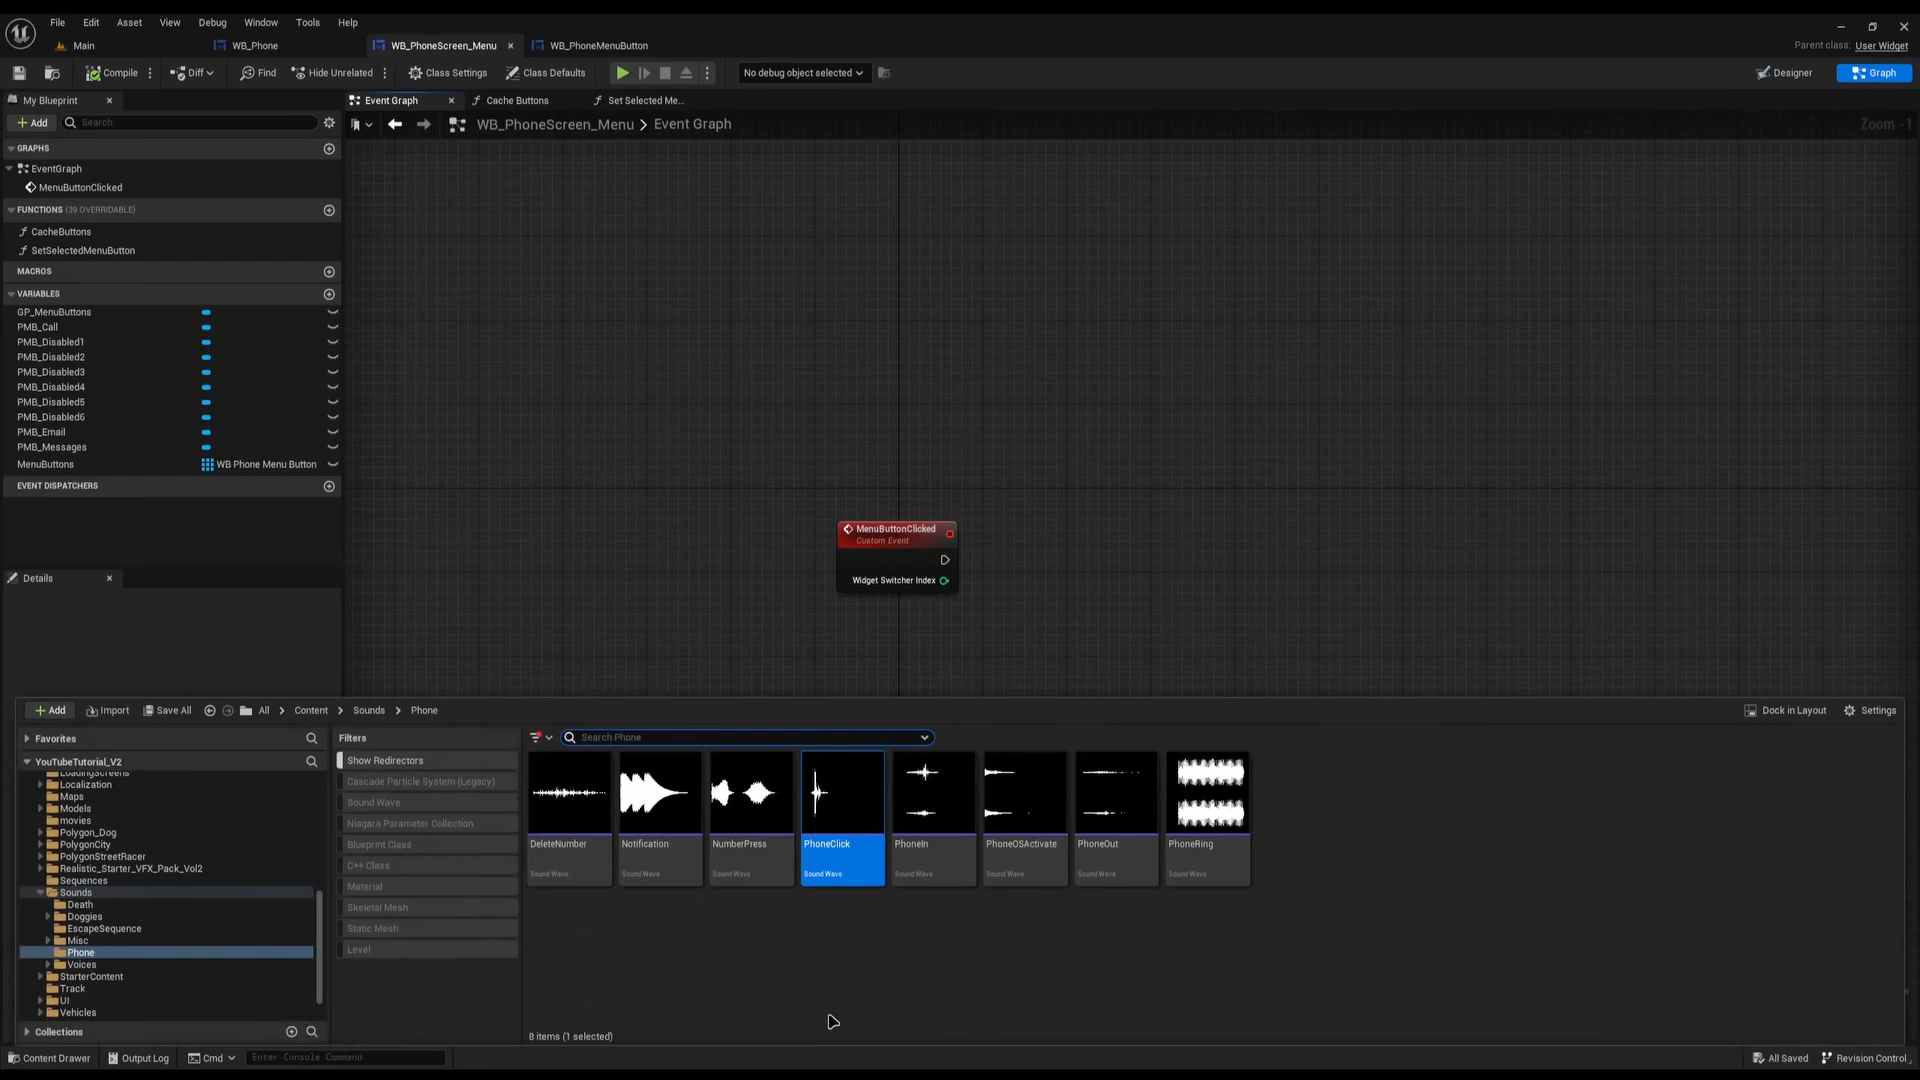 File Edit Asset View Debug Window Tools Help
Main WB_Phone WB_PhoneScreen_Menu WB_PhoneMenuButton
Parent class: User Widget
Compile Diff Find Hide Unrelated Class Settings Class Defaults No debug object selected Designer Graph
My Blueprint Event Graph Cache Buttons Set Selected Me...
Add Search
WB_PhoneScreen_Menu > Event Graph Zoom -1
GRAPHS
EventGraph
MenuButtonClicked
FUNCTIONS (39 OVERRIDABLE)
CacheButtons
SetSelectedMenuButton
MACROS
VARIABLES
GP_MenuButtons
PMB_Call
PMB_Disabled1
PMB_Disabled2
PMB_Disabled3
PMB_Disabled4
PMB_Disabled5
PMB_Disabled6
PMB_Email
PMB_Messages
MenuButtons WB Phone Menu Button
EVENT DISPATCHERS
MenuButtonClicked
Custom Event
Widget Switcher Index
Details
Add Import Save All All > Content > Sounds > Phone Dock in Layout Settings
Favorites
YouTubeTutorial_V2
LoadingScreens
Localization
Maps
Models
movies
Polygon_Dog
PolygonCity
PolygonStreetRacer
Realistic_Starter_VFX_Pack_Vol2
Sequences
Sounds
Death
Doggies
EscapeSequence
Misc
Phone
Voices
StarterContent
Track
UI
Vehicles
Collections
Filters
Show Redirectors
Cascade Particle System (Legacy)
Sound Wave
Niagara Parameter Collection
Blueprint Class
C++ Class
Material
Skeletal Mesh
Static Mesh
Level
Search Phone
DeleteNumber Notification NumberPress PhoneClick PhoneIn PhoneOSActivate PhoneOut PhoneRing
Sound Wave Sound Wave Sound Wave Sound Wave Sound Wave Sound Wave Sound Wave Sound Wave
8 items (1 selected)
Content Drawer Output Log Cmd Enter Console Command All Saved Revision Control